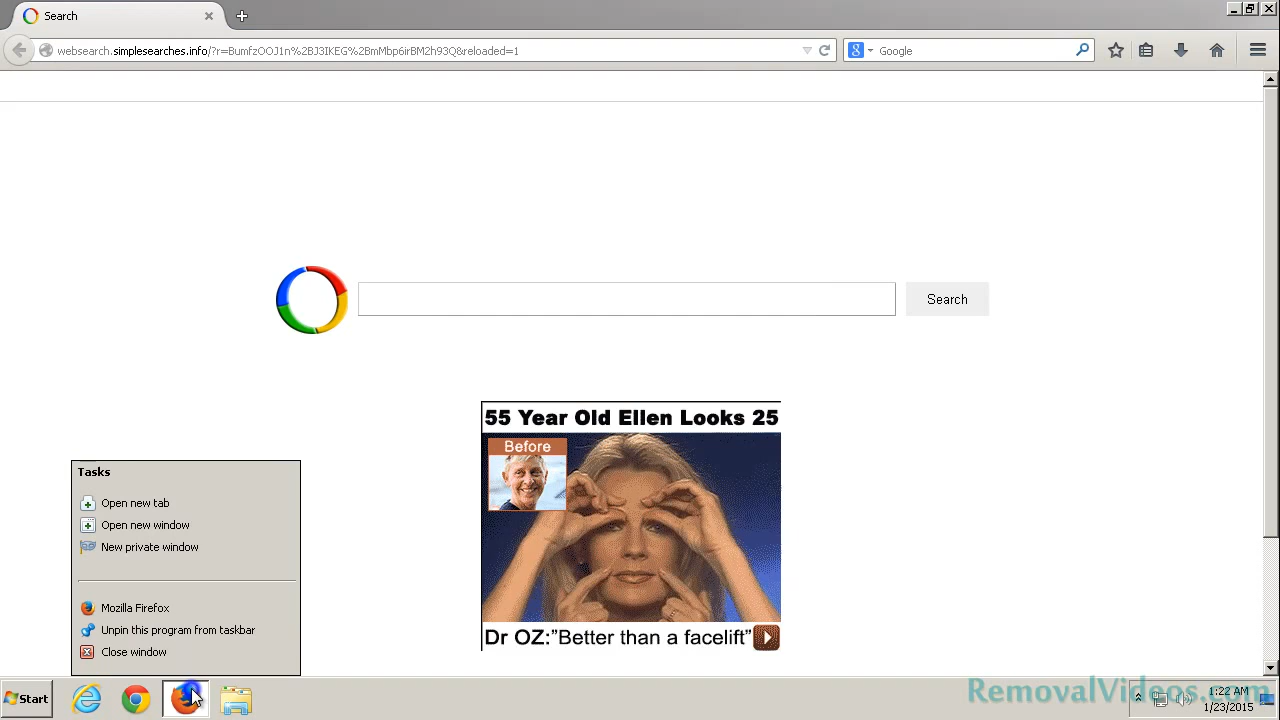 Search
websearch.simplesearches.info/?r=BumfzOOJ1n%2BJ3IKEG%2BmMbp6irBM2h93Q&reloaded=1
Google
Search
55 Year Old Ellen Looks 25
Before
Dr OZ:"Better than a facelift"
Tasks
Open new tab
Open new window
New private window
Mozilla Firefox
Unpin this program from taskbar
Close window
Start
RemovalVideos.com
1:22 AM
1/23/2015